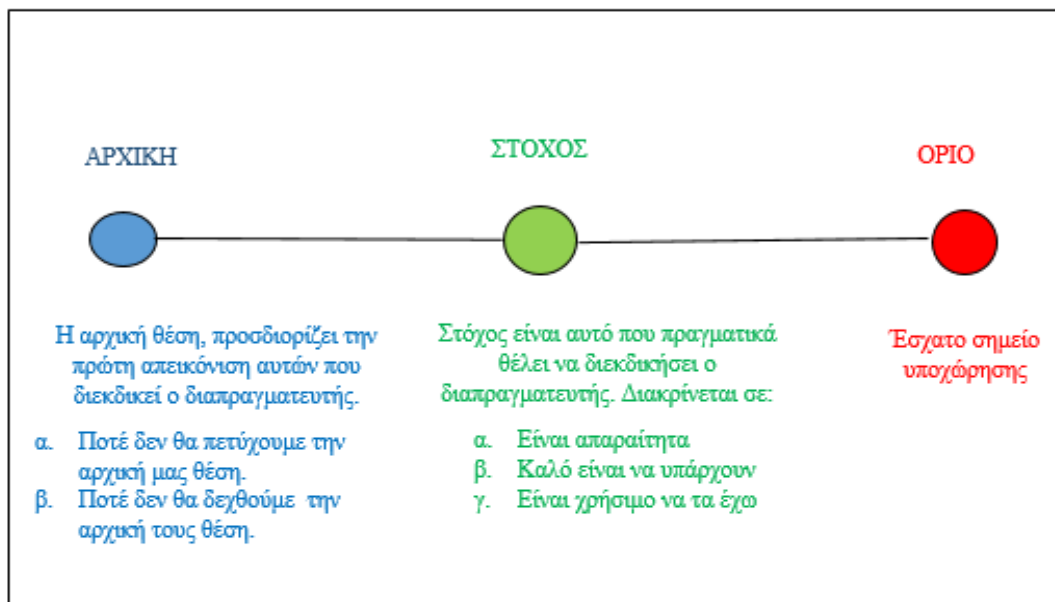 ΑΡΧΙΚΗ
ΣΤΟΧΟΣ
ΟΡΙΟ
Η αρχική θέση, προσδιορίζει την
πρώτη απεικόνιση αυτών που
διεκδικεί ο διαπραγματευτής.
α. Ποτέ δεν θα πετύχουμε την
αρχική μας θέση.
β. Ποτέ δεν θα δεχθούμε την
αρχική τους θέση.
Στόχος είναι αυτό που πραγματικά
θέλει να διεκδικήσει ο
διαπραγματευτής. Διακρίνεται σε:
α. Είναι απαραίτητα
β. Καλό είναι να υπάρχουν
γ. Είναι χρήσιμο να τα έχω
Έσχατο σημείο
υποχώρησης